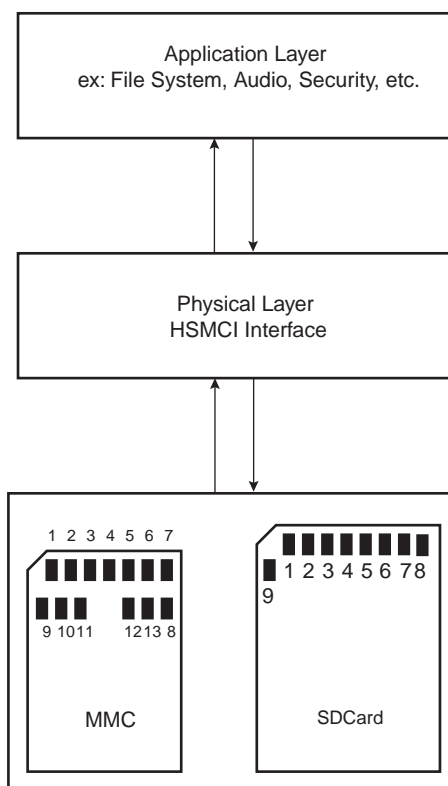 Application Layer
ex: File System, Audio, Security, etc.
Physical Layer
HSMCI Interface
1 2 3 4 5 6 7
9 10 11 12 13 8
MMC
1 2 3 4 5 6 7 8
9
SDCard